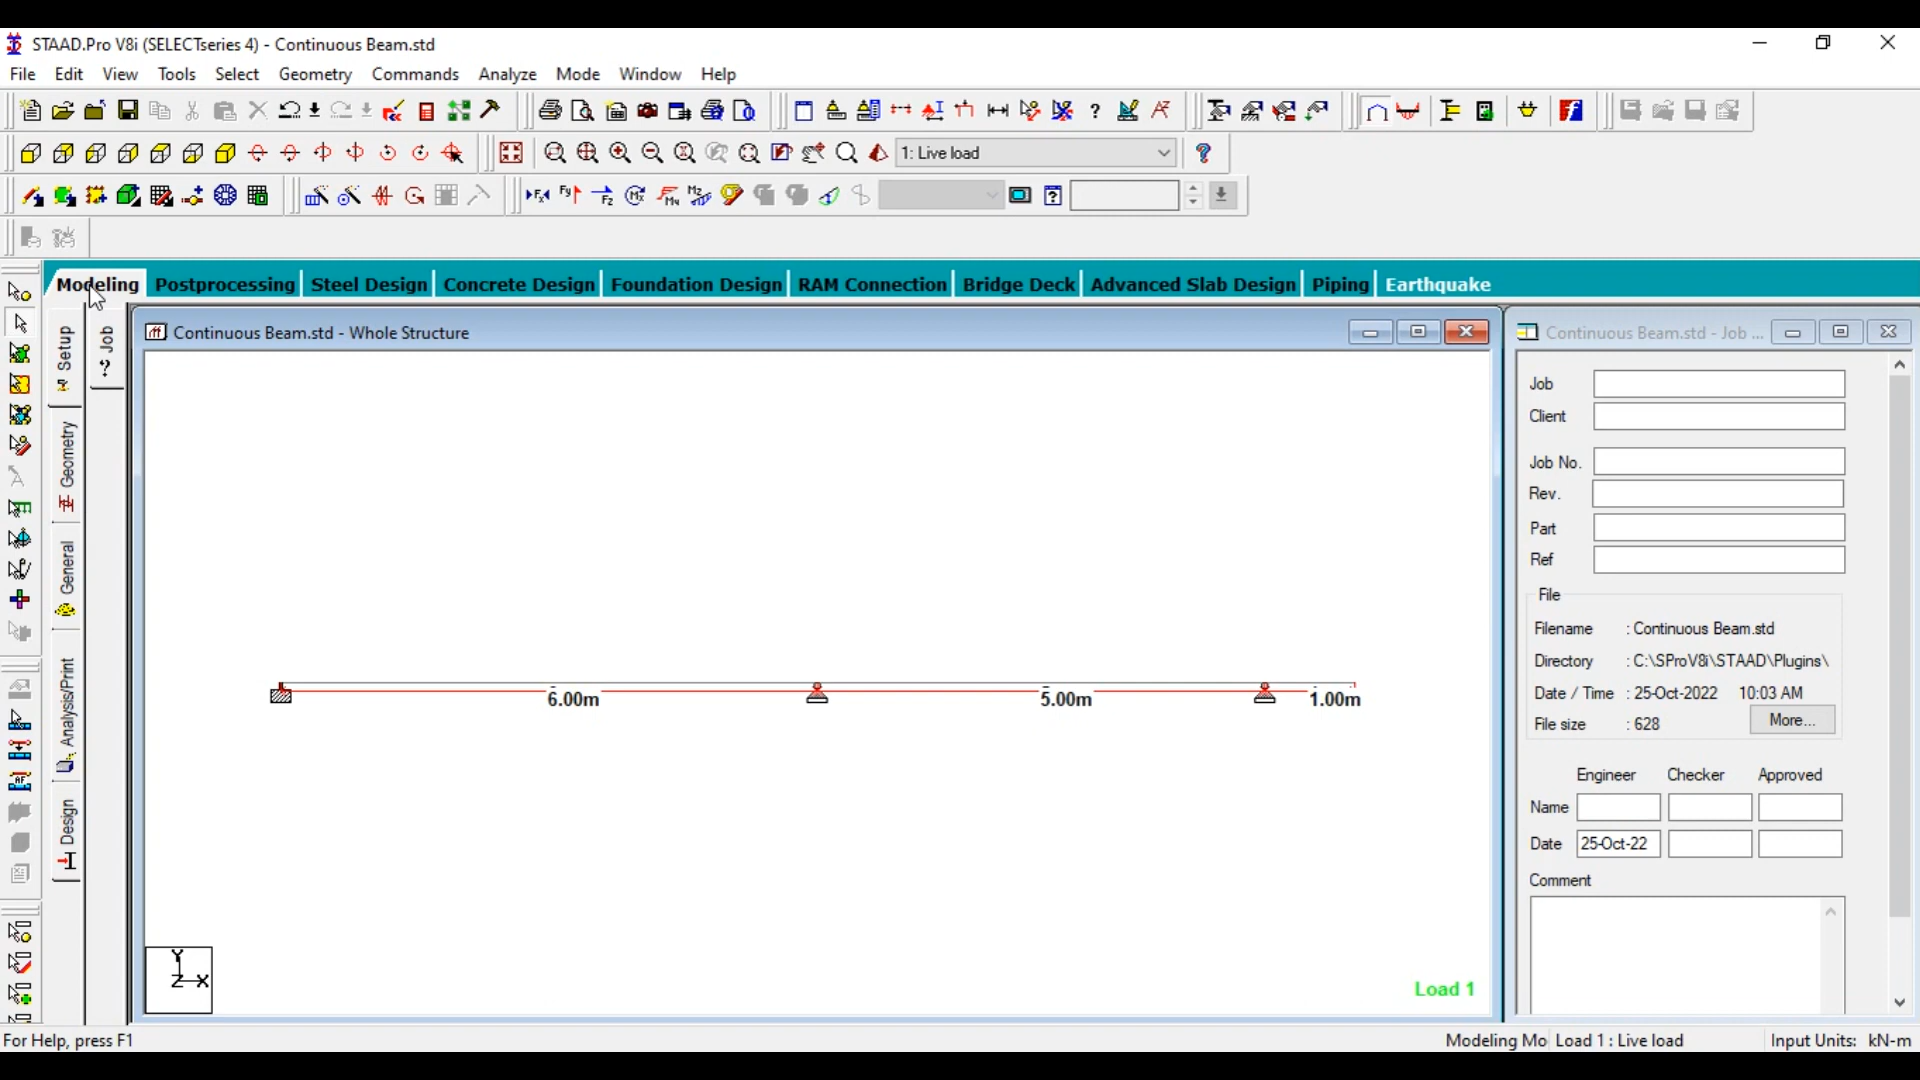 STAAD.Pro V8i (SELECTseries 4) - Continuous Beam.std
File Edit View Tools Select Geometry Commands Analyze Mode Window Help
1: Live load
Modeling Postprocessing Steel Design Concrete Design Foundation Design RAM Connection Bridge Deck Advanced Slab Design Piping Earthquake
Setup
Geometry
General
Analysis/Print
Design
Job
Continuous Beam.std - Whole Structure
6.00m 5.00m 1.00m
Y
Z X
Load 1
Continuous Beam.std - Job ...
Job
Client
Job No.
Rev.
Part
Ref
File
Filename : Continuous Beam.std
Directory : C:\SProV8i\STAAD\Plugins\
Date / Time : 25-Oct-2022 10:03 AM
File size : 628 More...
Engineer Checker Approved
Name
Date 25-Oct-22
Comment
For Help, press F1 Modeling Mo Load 1 : Live load Input Units: kN-m